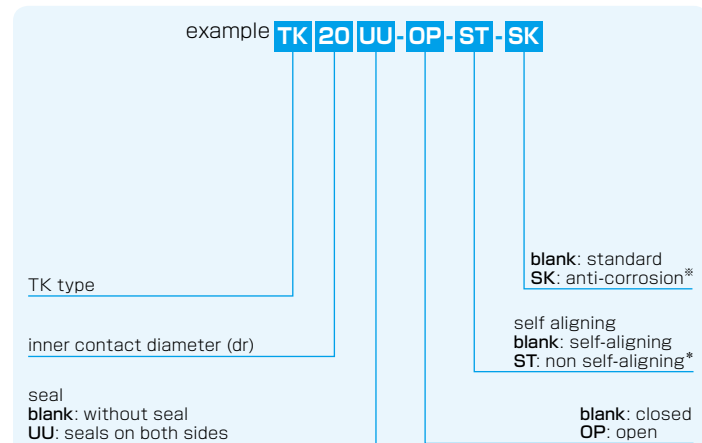 example TK 20 UU - OP - ST - SK
blank: standard
SK: anti-corrosion※
TK type
self aligning
blank: self-aligning
ST: non self-aligning*
inner contact diameter (dr)
seal
blank: without seal
UU: seals on both sides
blank: closed
OP: open